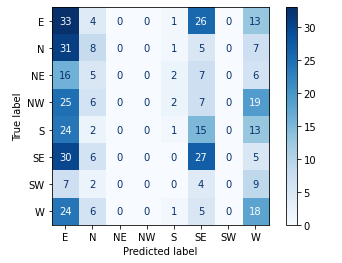 E 33 4 0 0 1 26 0 13
N 31 8 0 0 1 5 0 7
NE 16 5 0 0 2 7 0 6
NW 25 6 0 0 2 7 0 19
S 24 2 0 0 1 15 0 13
SE 30 6 0 0 0 27 0 5
SW 7 2 0 0 0 4 0 9
W 24 6 0 0 1 5 0 18
E N NE NW S SE SW W
Predicted label
True label
30
25
20
15
10
5
0